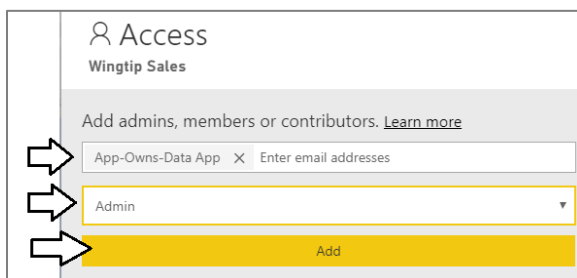 Access
Wingtip Sales
Add admins, members or contributors. Learn more
App-Owns-Data App × Enter email addresses
Admin
Add